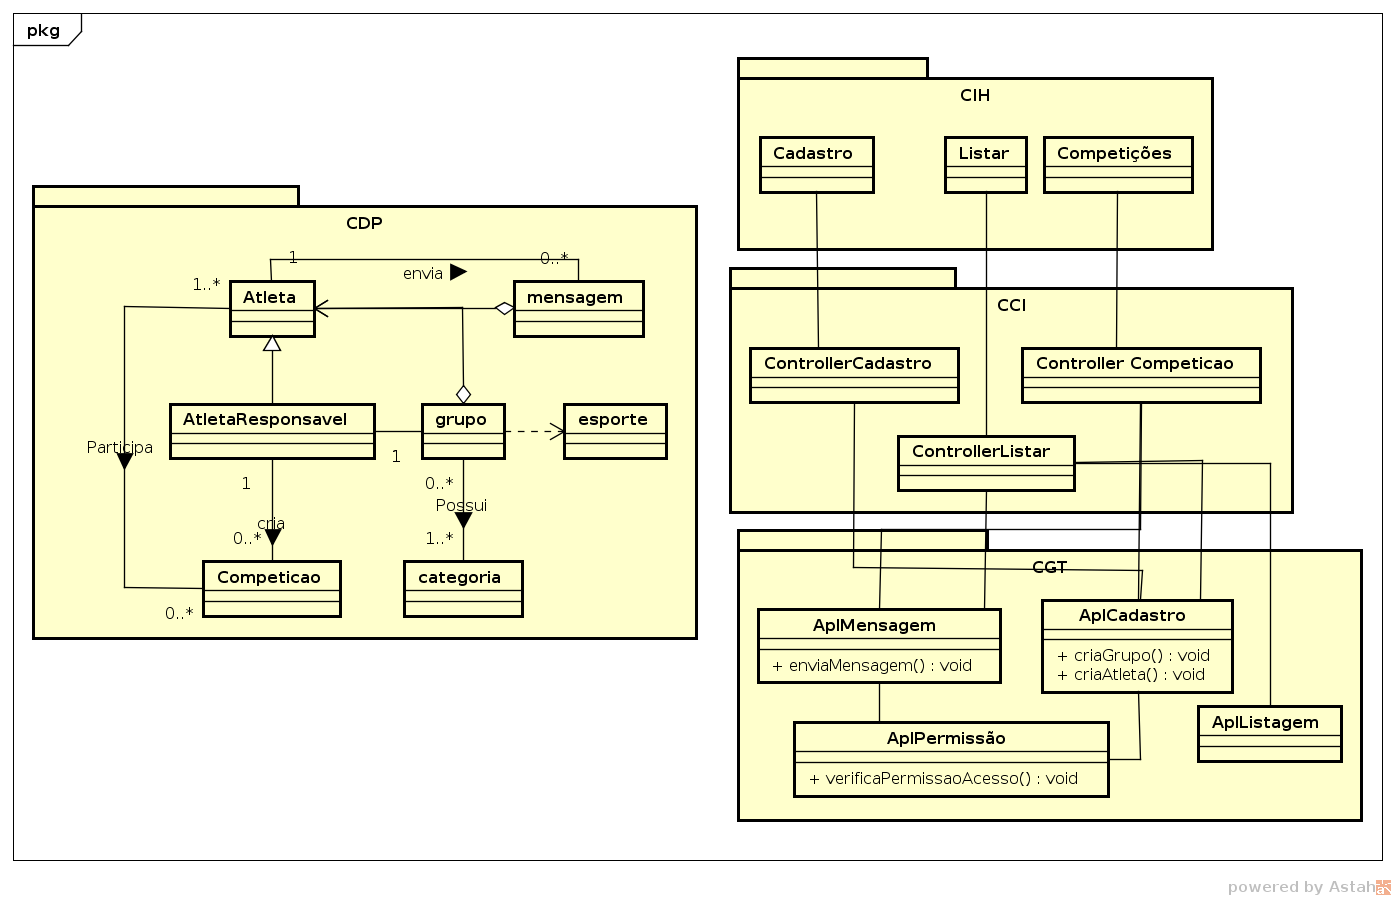 pkg
CDP
1
0..*
envia
1..*
Atleta
mensagem
AtletaResponsavel
grupo
esporte
Participa
1
1
0..*
Possui
cria
0..*
1..*
Competicao
categoria
0..*
CIH
Cadastro
Listar
Competições
CCI
ControllerCadastro
Controller Competicao
ControllerListar
CGT
AplMensagem
+ enviaMensagem() : void
AplCadastro
+ criaGrupo() : void
+ criaAtleta() : void
AplListagem
AplPermissão
+ verificaPermissaoAcesso() : void
powered by Astah